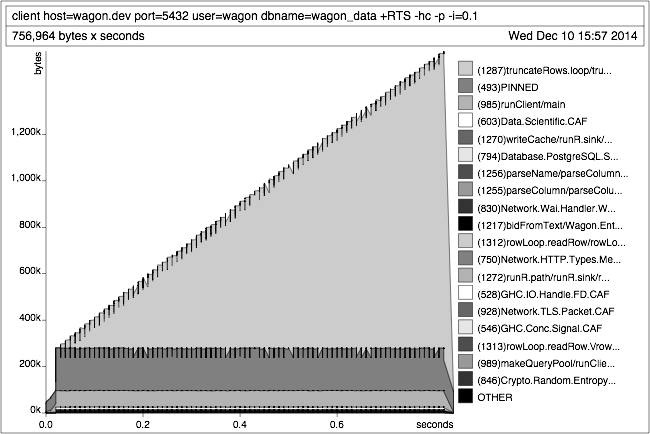 client host=wagon.dev port=5432 user=wagon dbname=wagon_data +RTS -hc -p -i=0.1
756,964 bytes x seconds
Wed Dec 10 15:57 2014
bytes
1,200k
1,000k
800k
600k
400k
200k
0k
0.0
0.2
0.4
0.6
seconds
(1287)truncateRows.loop/tru...
(493)PINNED
(985)runClient/main
(603)Data.Scientific.CAF
(1270)writeCache/runR.sink/...
(794)Database.PostgreSQL.S...
(1256)parseName/parseColumn...
(1255)parseColumn/parseColu...
(830)Network.Wai.Handler.W...
(1217)bidFromText/Wagon.Ent...
(1312)rowLoop.readRow/rowLo...
(750)Network.HTTP.Types.Me...
(1272)runR.path/runR.sink/r...
(528)GHC.IO.Handle.FD.CAF
(928)Network.TLS.Packet.CAF
(546)GHC.Conc.Signal.CAF
(1313)rowLoop.readRow.Vrow...
(989)makeQueryPool/runClie...
(846)Crypto.Random.Entropy...
OTHER